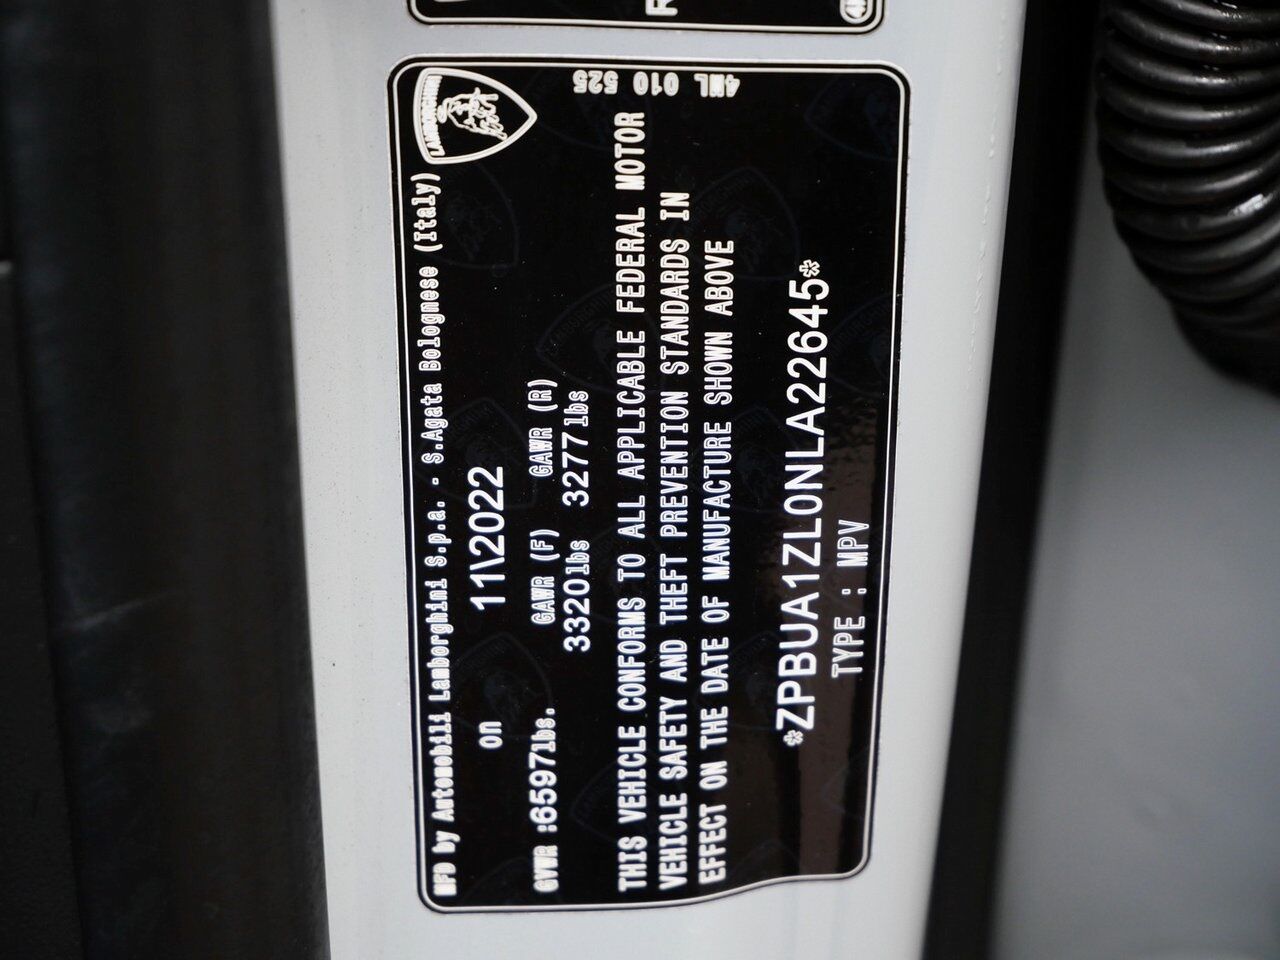 LAMBORGHINI
4ML 010 525
MFD by Automobili Lamborghini S.p.a. - S.Agata Bolognese (Italy)
on 11\2022
GVWR :6597lbs. GAWR (F) GAWR (R)
3320lbs 3277lbs
THIS VEHICLE CONFORMS TO ALL APPLICABLE FEDERAL MOTOR
VEHICLE SAFETY AND THEFT PREVENTION STANDARDS IN
EFFECT ON THE DATE OF MANUFACTURE SHOWN ABOVE
*ZPBUA1ZL0NLA22645*
TYPE : MPV